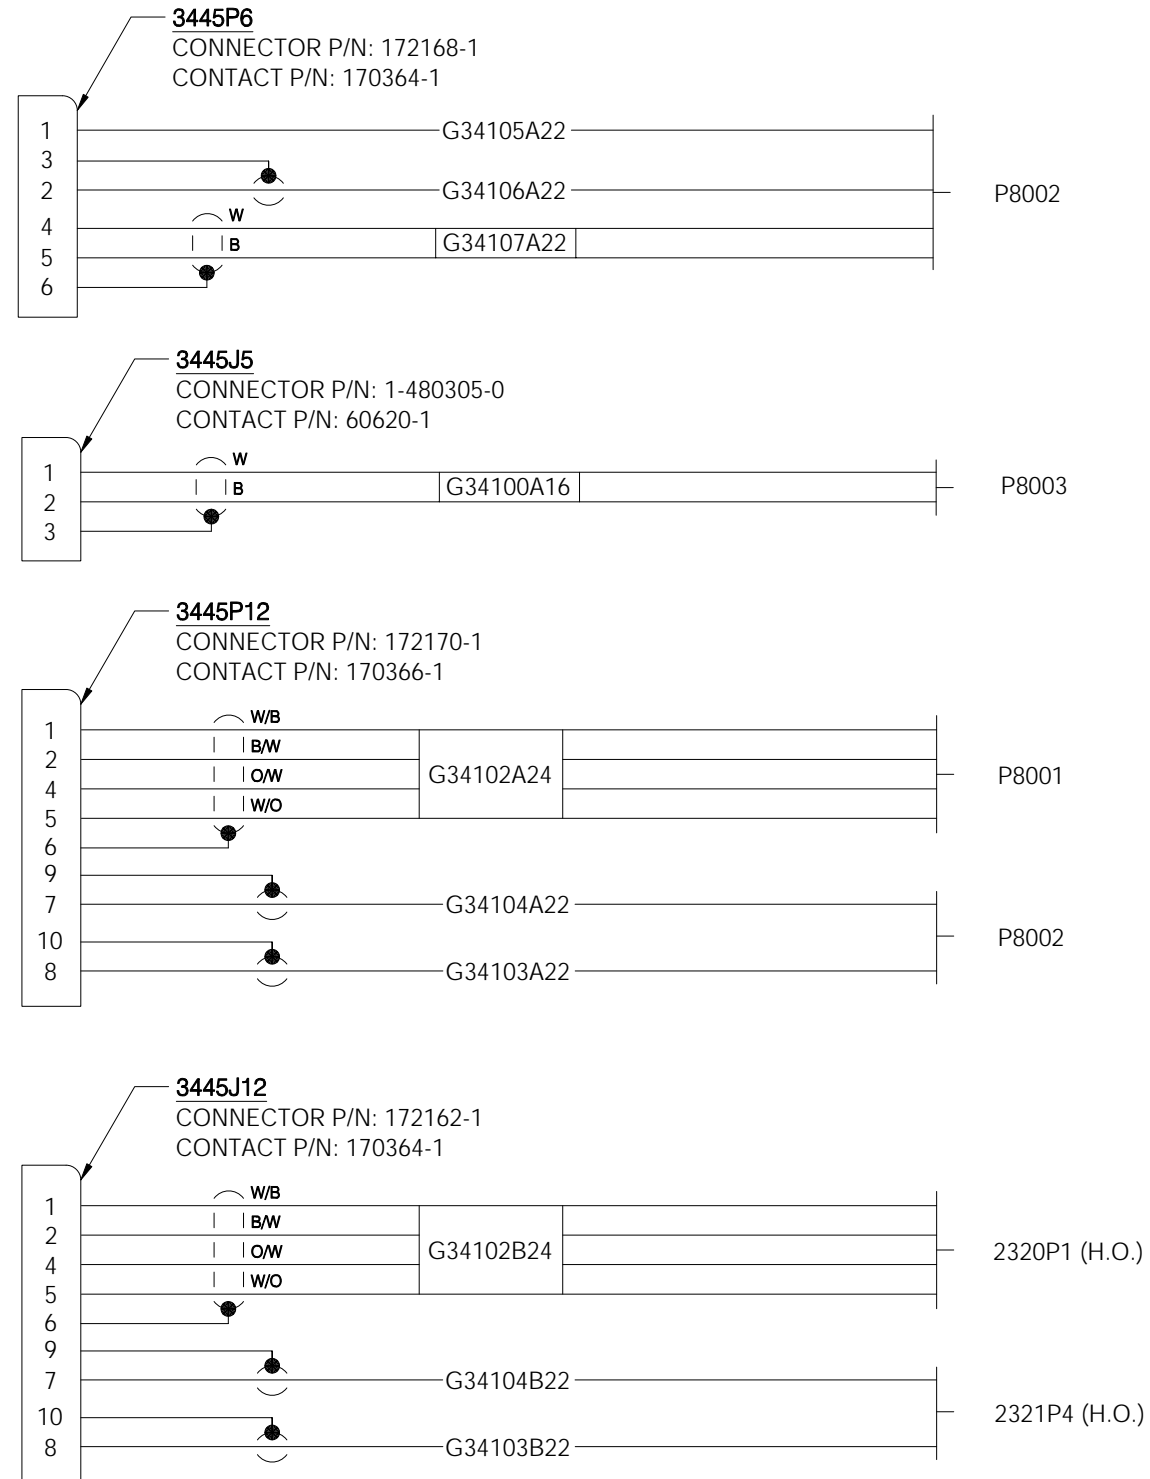 3445P6
CONNECTOR P/N: 172168-1
CONTACT P/N: 170364-1
1
G34105A22
3
2
G34106A22
P8002
W
4
B
G34107A22
5
6
3445J5
CONNECTOR P/N: 1-480305-0
CONTACT P/N: 60620-1
W
1
B
G34100A16
P8003
2
3
3445P12
CONNECTOR P/N: 172170-1
CONTACT P/N: 170366-1
W/B
1
B/W
2
O/W
G34102A24
P8001
4
W/O
5
6
9
7
G34104A22
P8002
10
8
G34103A22
3445J12
CONNECTOR P/N: 172162-1
CONTACT P/N: 170364-1
W/B
1
B/W
2
O/W
G34102B24
2320P1 (H.O.)
4
W/O
5
6
9
7
G34104B22
2321P4 (H.O.)
10
8
G34103B22